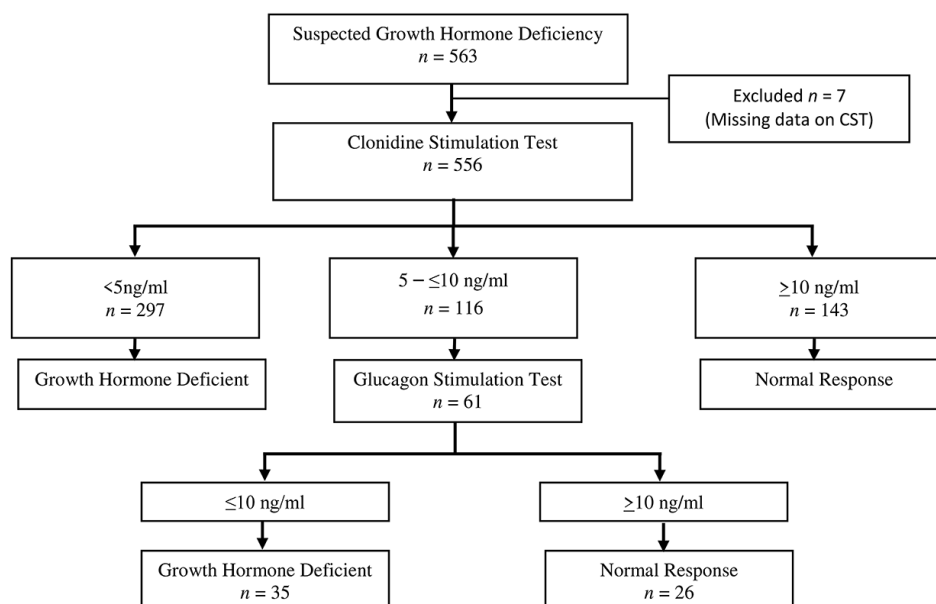 Suspected Growth Hormone Deficiency
n = 563
Excluded n = 7
(Missing data on CST)
Clonidine Stimulation Test
n = 556
<5ng/ml
n = 297
5 – ≤10 ng/ml
n = 116
≥10 ng/ml
n = 143
Growth Hormone Deficient
Glucagon Stimulation Test
n = 61
Normal Response
≤10 ng/ml
≥10 ng/ml
Growth Hormone Deficient
n = 35
Normal Response
n = 26